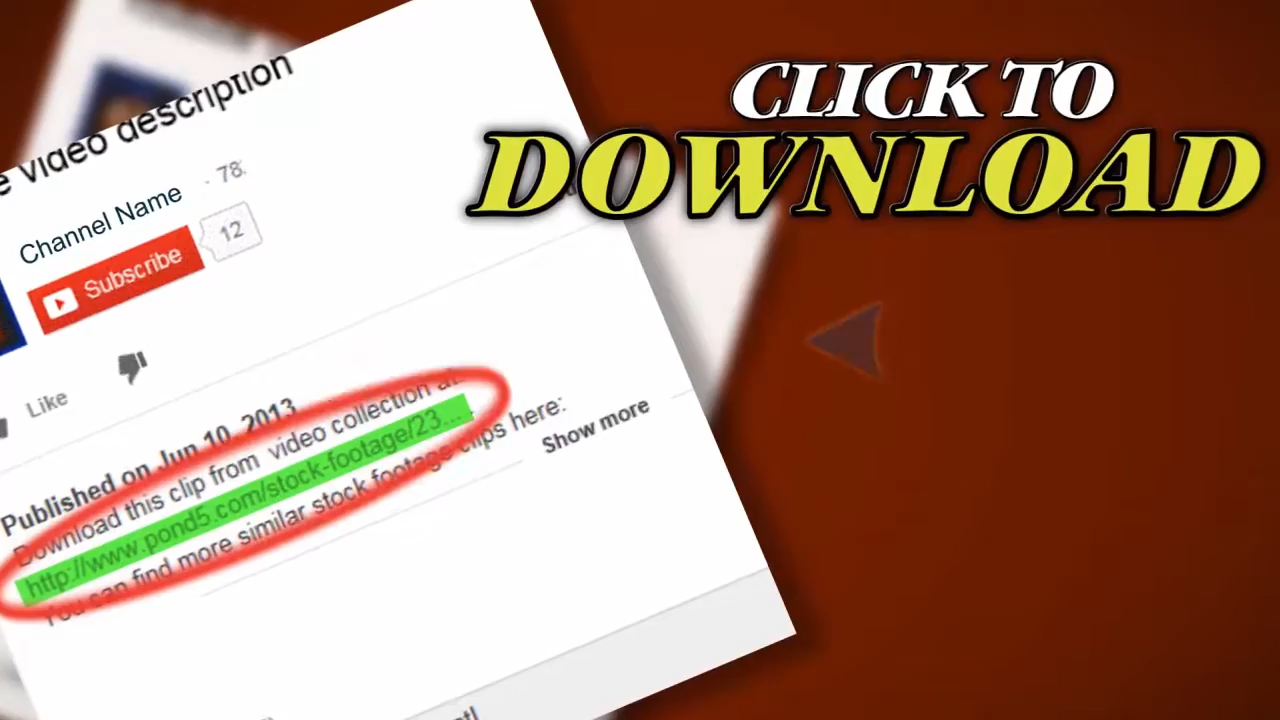 CLICK TO
DOWNLOAD
video description
Channel Name
78
Subscribe
12
Like
Published on Jun 10, 2013
Download this clip from video collection at
http://www.pond5.com/stock-footage/23...
You can find more similar stock footage clips here:
Show more